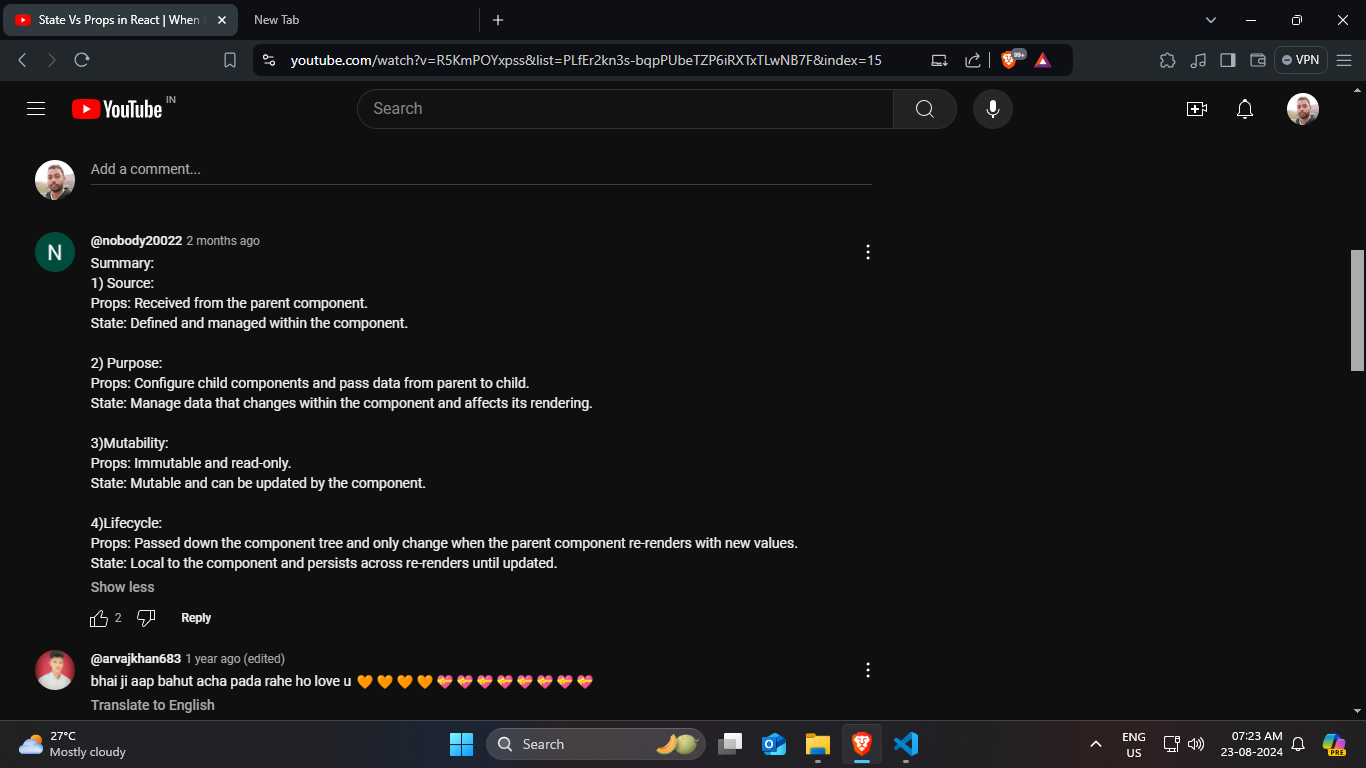 State Vs Props in React | When
New Tab
youtube.com/watch?v=R5KmPOYxpss&list=PLfEr2kn3s-bqpPUbeTZP6iRXTxTLwNB7F&index=15
99+
VPN
YouTube IN
Search
Add a comment...
N
@nobody20022 2 months ago
Summary:
1) Source:
Props: Received from the parent component.
State: Defined and managed within the component.
2) Purpose:
Props: Configure child components and pass data from parent to child.
State: Manage data that changes within the component and affects its rendering.
3)Mutability:
Props: Immutable and read-only.
State: Mutable and can be updated by the component.
4)Lifecycle:
Props: Passed down the component tree and only change when the parent component re-renders with new values.
State: Local to the component and persists across re-renders until updated.
Show less
2
Reply
@arvajkhan683 1 year ago (edited)
bhai ji aap bahut acha pada rahe ho love u 🧡🧡🧡🧡💝💝💝💝💝💝💝💝
Translate to English
27°C
Mostly cloudy
Search
ENG
US
07:23 AM
23-08-2024
PRE